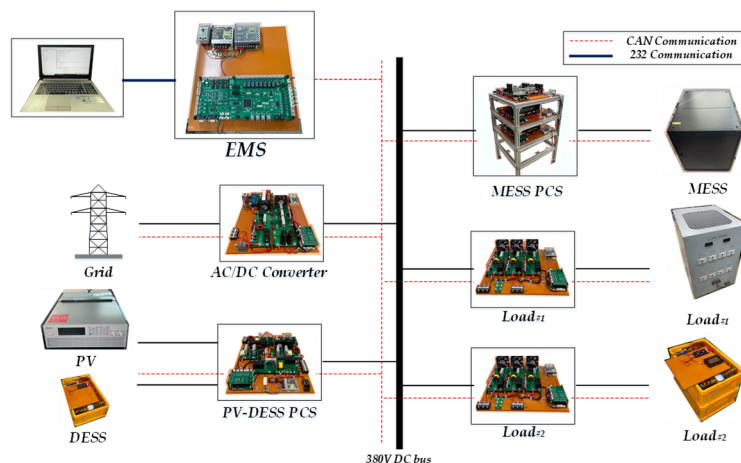 CAN Communication
232 Communication
EMS
MESS PCS
MESS
Grid
AC/DC Converter
Load#1
Load#1
PV
DESS
PV-DESS PCS
Load#2
Load#2
380V DC bus